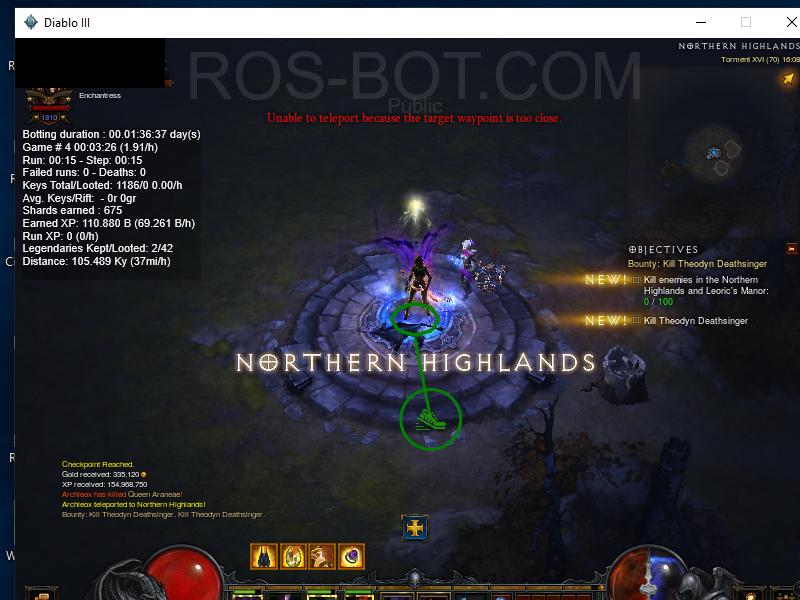 Diablo III
NORTHERN HIGHLANDS
Torment XVI (70) 16:08
ROS-BOT.COM
Public
Enchantress
1810
Unable to teleport because the target waypoint is too close.
Botting duration : 00.01:36:37 day(s)
Game # 4 00:03:26 (1.91/h)
Run: 00:15 - Step: 00:15
Failed runs: 0 - Deaths: 0
Keys Total/Looted: 1186/0 0.00/h
Avg. Keys/Rift: - 0r 0gr
Shards earned : 675
Earned XP: 110.880 B (69.261 B/h)
Run XP: 0 (0/h)
Legendaries Kept/Looted: 2/42
Distance: 105.489 Ky (37mi/h)
OBJECTIVES
Bounty: Kill Theodyn Deathsinger
NEW! Kill enemies in the Northern
Highlands and Leoric's Manor:
0 / 100
NEW! Kill Theodyn Deathsinger
NORTHERN HIGHLANDS
Checkpoint Reached.
Gold received: 335,120
XP received: 154,968,750
Archleox has killed Queen Araneae!
Archleox teleported to Northern Highlands!
Bounty: Kill Theodyn Deathsinger, Kill Theodyn Deathsinger.
R
R
C
R
W